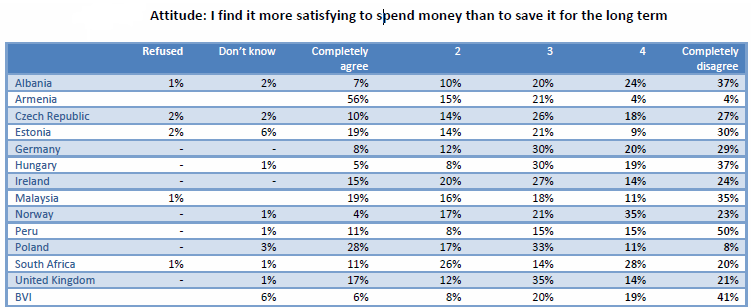 Attitude: I find it more satisfying to spend money than to save it for the long term
Refused Don't know Completely agree 2 3 4 Completely disagree
Albania 1% 2% 7% 10% 20% 24% 37%
Armenia 56% 15% 21% 4% 4%
Czech Republic 2% 2% 10% 14% 26% 18% 27%
Estonia 2% 6% 19% 14% 21% 9% 30%
Germany - - 8% 12% 30% 20% 29%
Hungary - 1% 5% 8% 30% 19% 37%
Ireland - - 15% 20% 27% 14% 24%
Malaysia 1% 19% 16% 18% 11% 35%
Norway - 1% 4% 17% 21% 35% 23%
Peru - 1% 11% 8% 15% 15% 50%
Poland - 3% 28% 17% 33% 11% 8%
South Africa 1% 1% 11% 26% 14% 28% 20%
United Kingdom - 1% 17% 12% 35% 14% 21%
BVI 6% 6% 8% 20% 19% 41%